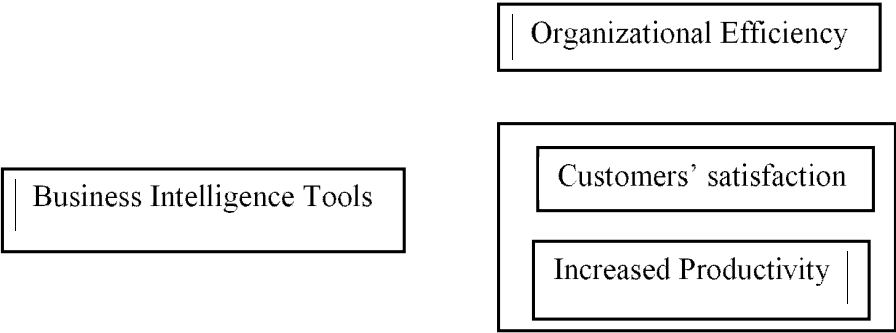 Organizational Efficiency
Business Intelligence Tools
Customers' satisfaction
Increased Productivity